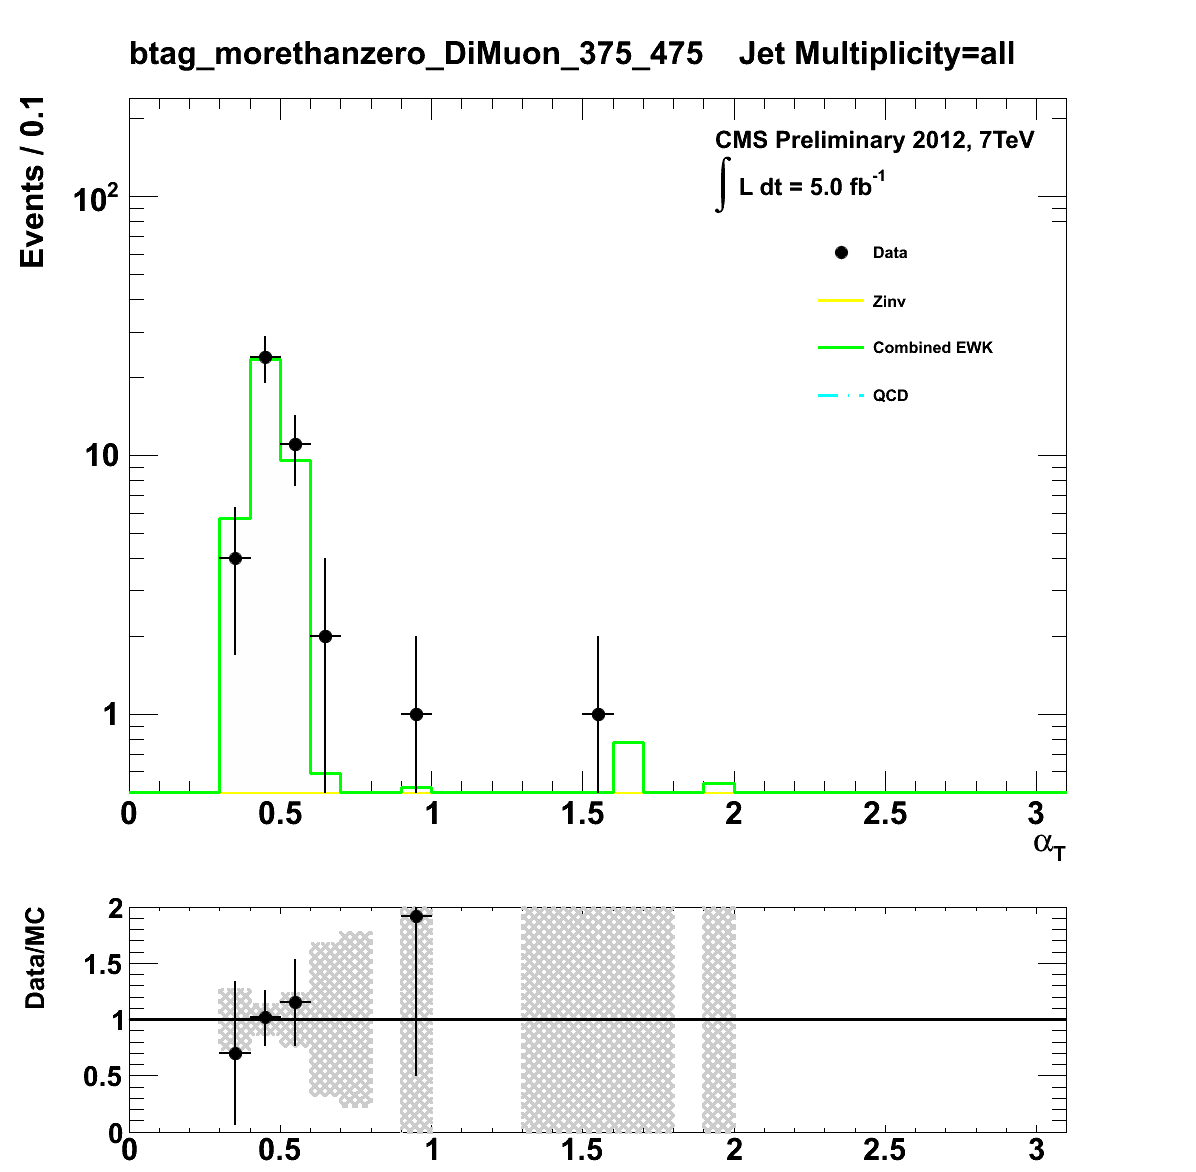 btag_morethanzero_DiMuon_375_475 Jet Multiplicity=all
Events / 0.1
CMS Preliminary 2012, 7TeV
∫ L dt = 5.0 fb⁻¹
Data
Zinv
Combined EWK
QCD
10²
10
1
0 0.5 1 1.5 2 2.5 3
α_T
Data/MC
2
1.5
1
0.5
0
0 0.5 1 1.5 2 2.5 3